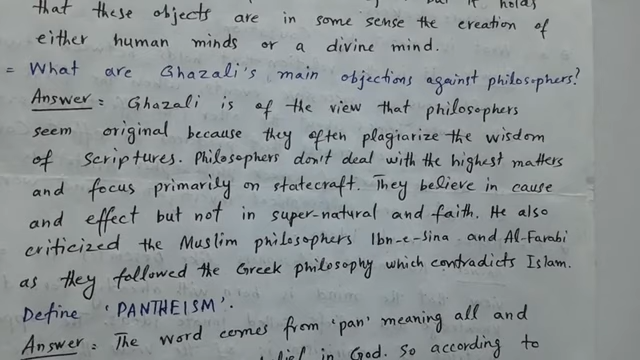 that these objects are in some sense the creation of
either human minds or a divine mind.
= What are Ghazali's main objections against philosophers?
Answer : Ghazali is of the view that philosophers
seem original because they often plagiarize the wisdom
of scriptures. Philosophers don't deal with the highest matters
and focus primarily on statecraft. They believe in cause
and effect but not in super-natural and faith. He also
criticized the Muslim philosophers Ibn-e-Sina and Al-Farabi
as they followed the Greek philosophy which contradicts Islam.
Define 'PANTHEISM'.
Answer : The word comes from 'pan' meaning all and
in God. So according to